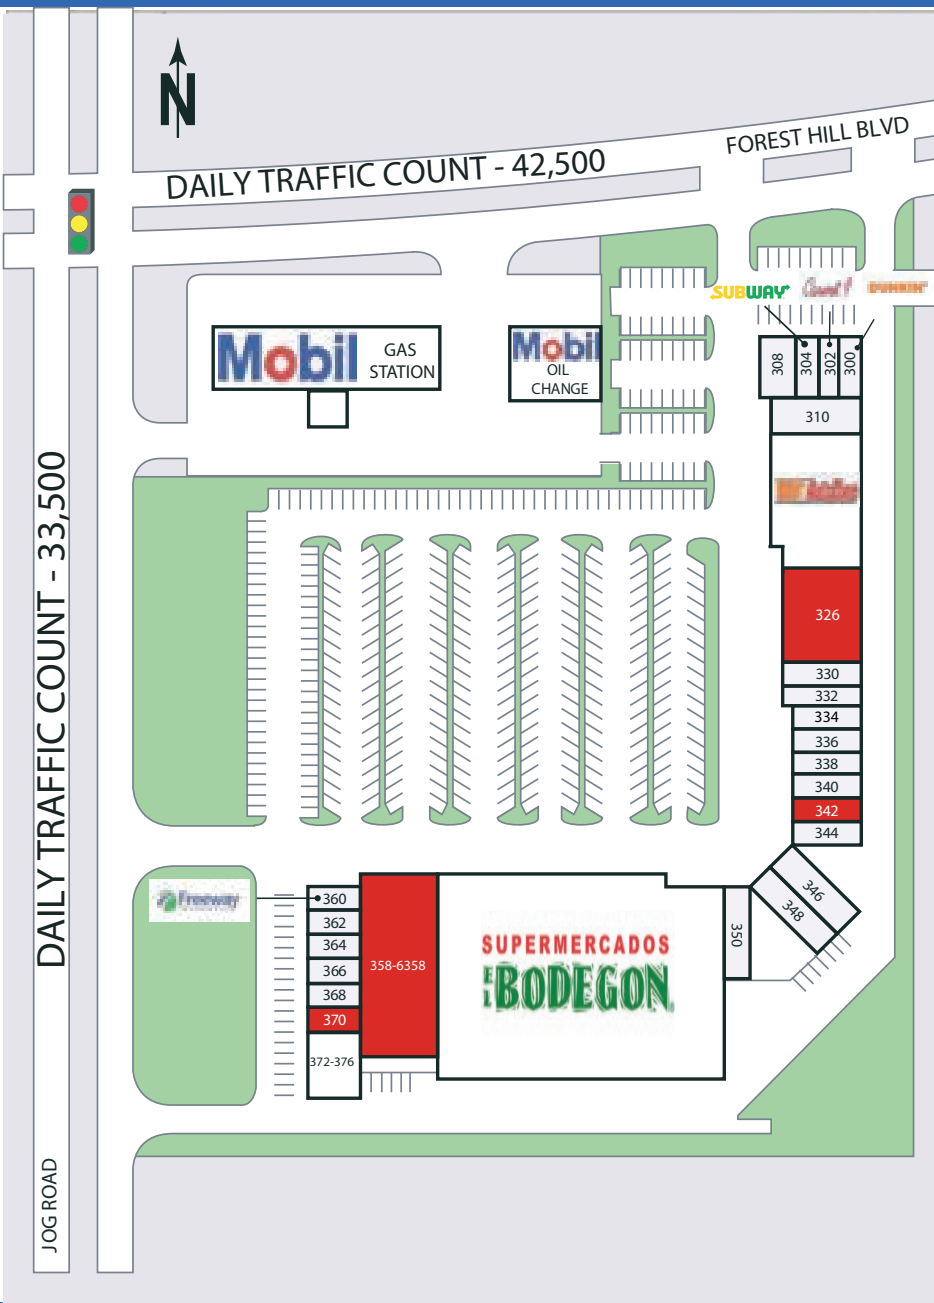 N
FOREST HILL BLVD
DAILY TRAFFIC COUNT - 42,500
SUBWAY
DUNKIN'
Mobil
GAS
STATION
Mobil
OIL
CHANGE
308
304
302
300
310
DAILY TRAFFIC COUNT - 33,500
326
330
332
334
336
338
340
342
344
346
348
350
Freeway
360
362
364
366
368
370
372-376
358-6358
SUPERMERCADOS
EL BODEGON
JOG ROAD